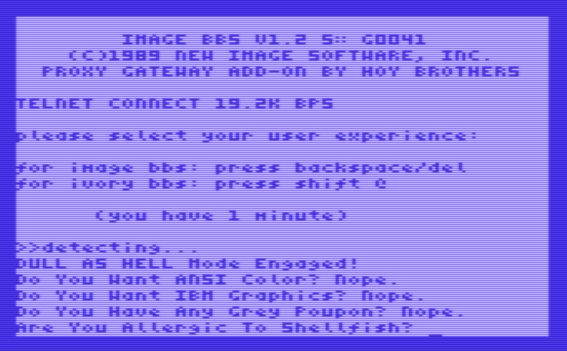 IMAGE BBS V1.2 S:: G0041
(C)1989 NEW IMAGE SOFTWARE, INC.
PROXY GATEWAY ADD-ON BY HOY BROTHERS
TELNET CONNECT 19.2K BPS
please select your user experience:
for image bbs: press backspace/del
for ivory bbs: press shift @
(you have 1 minute)
>>detecting...
DULL AS HELL Mode Engaged!
Do You Want ANSI Color? Nope.
Do You Want IBM Graphics? Nope.
Do You Have Any Grey Poupon? Nope.
Are You Allergic To Shellfish? _